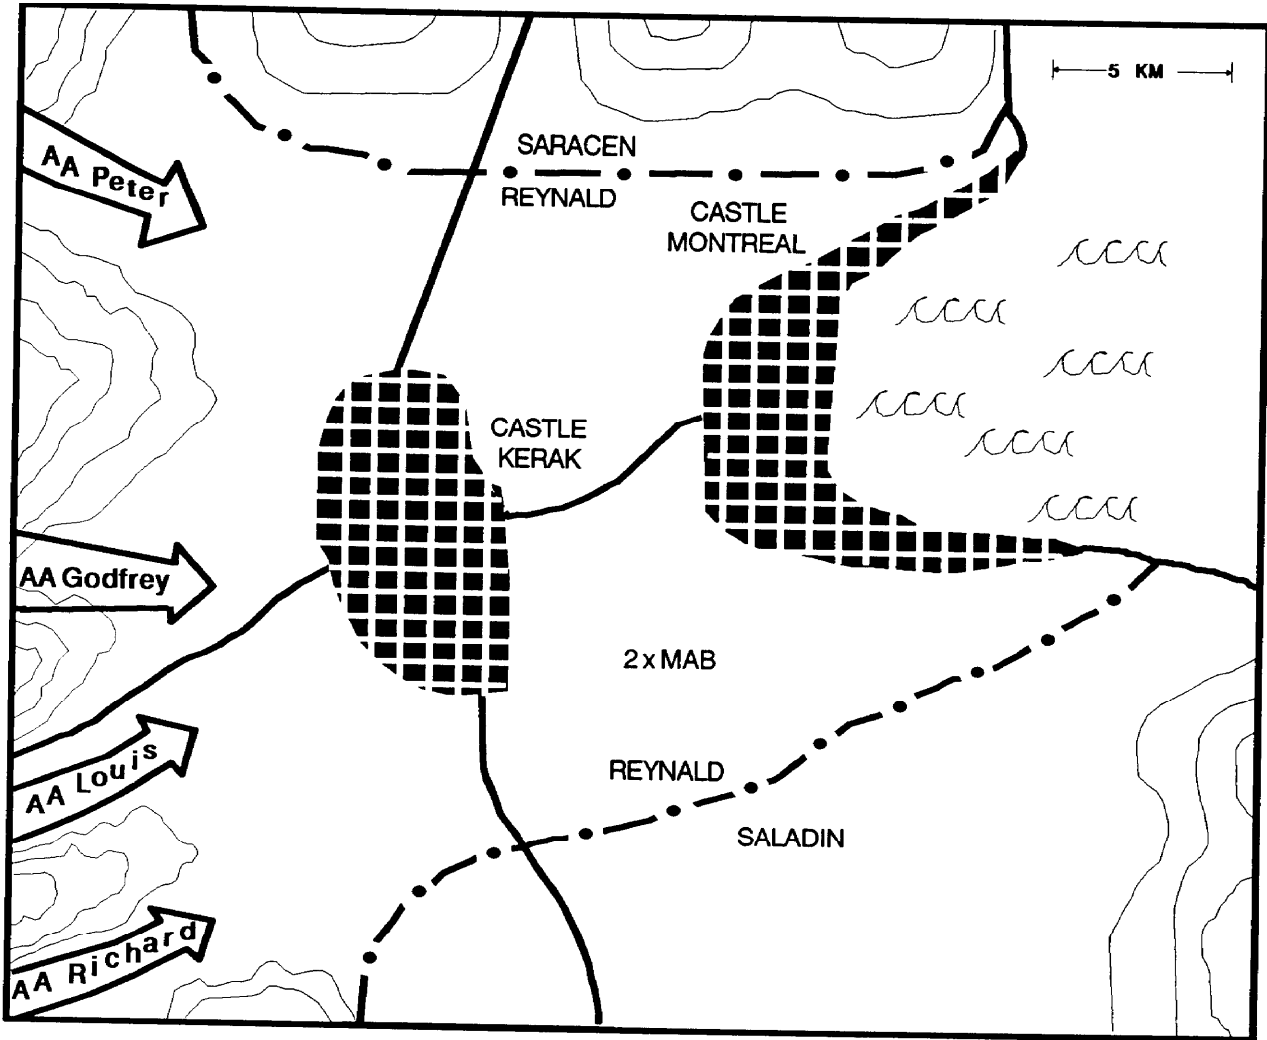 5 KM
SARACEN
AA Peter
REYNALD
CASTLE
MONTREAL
CASTLE
KERAK
AA Godfrey
2 x MAB
AA Louis
REYNALD
SALADIN
AA Richard